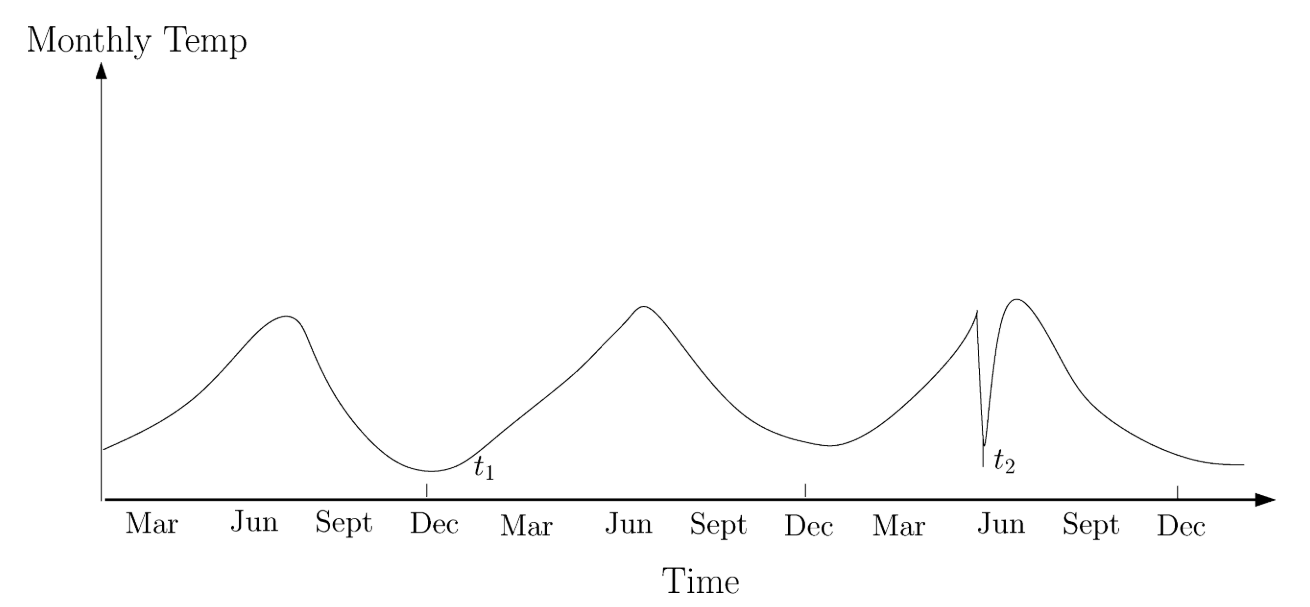 Monthly Temp
t₁
t₂
Mar Jun Sept Dec Mar Jun Sept Dec Mar Jun Sept Dec
Time